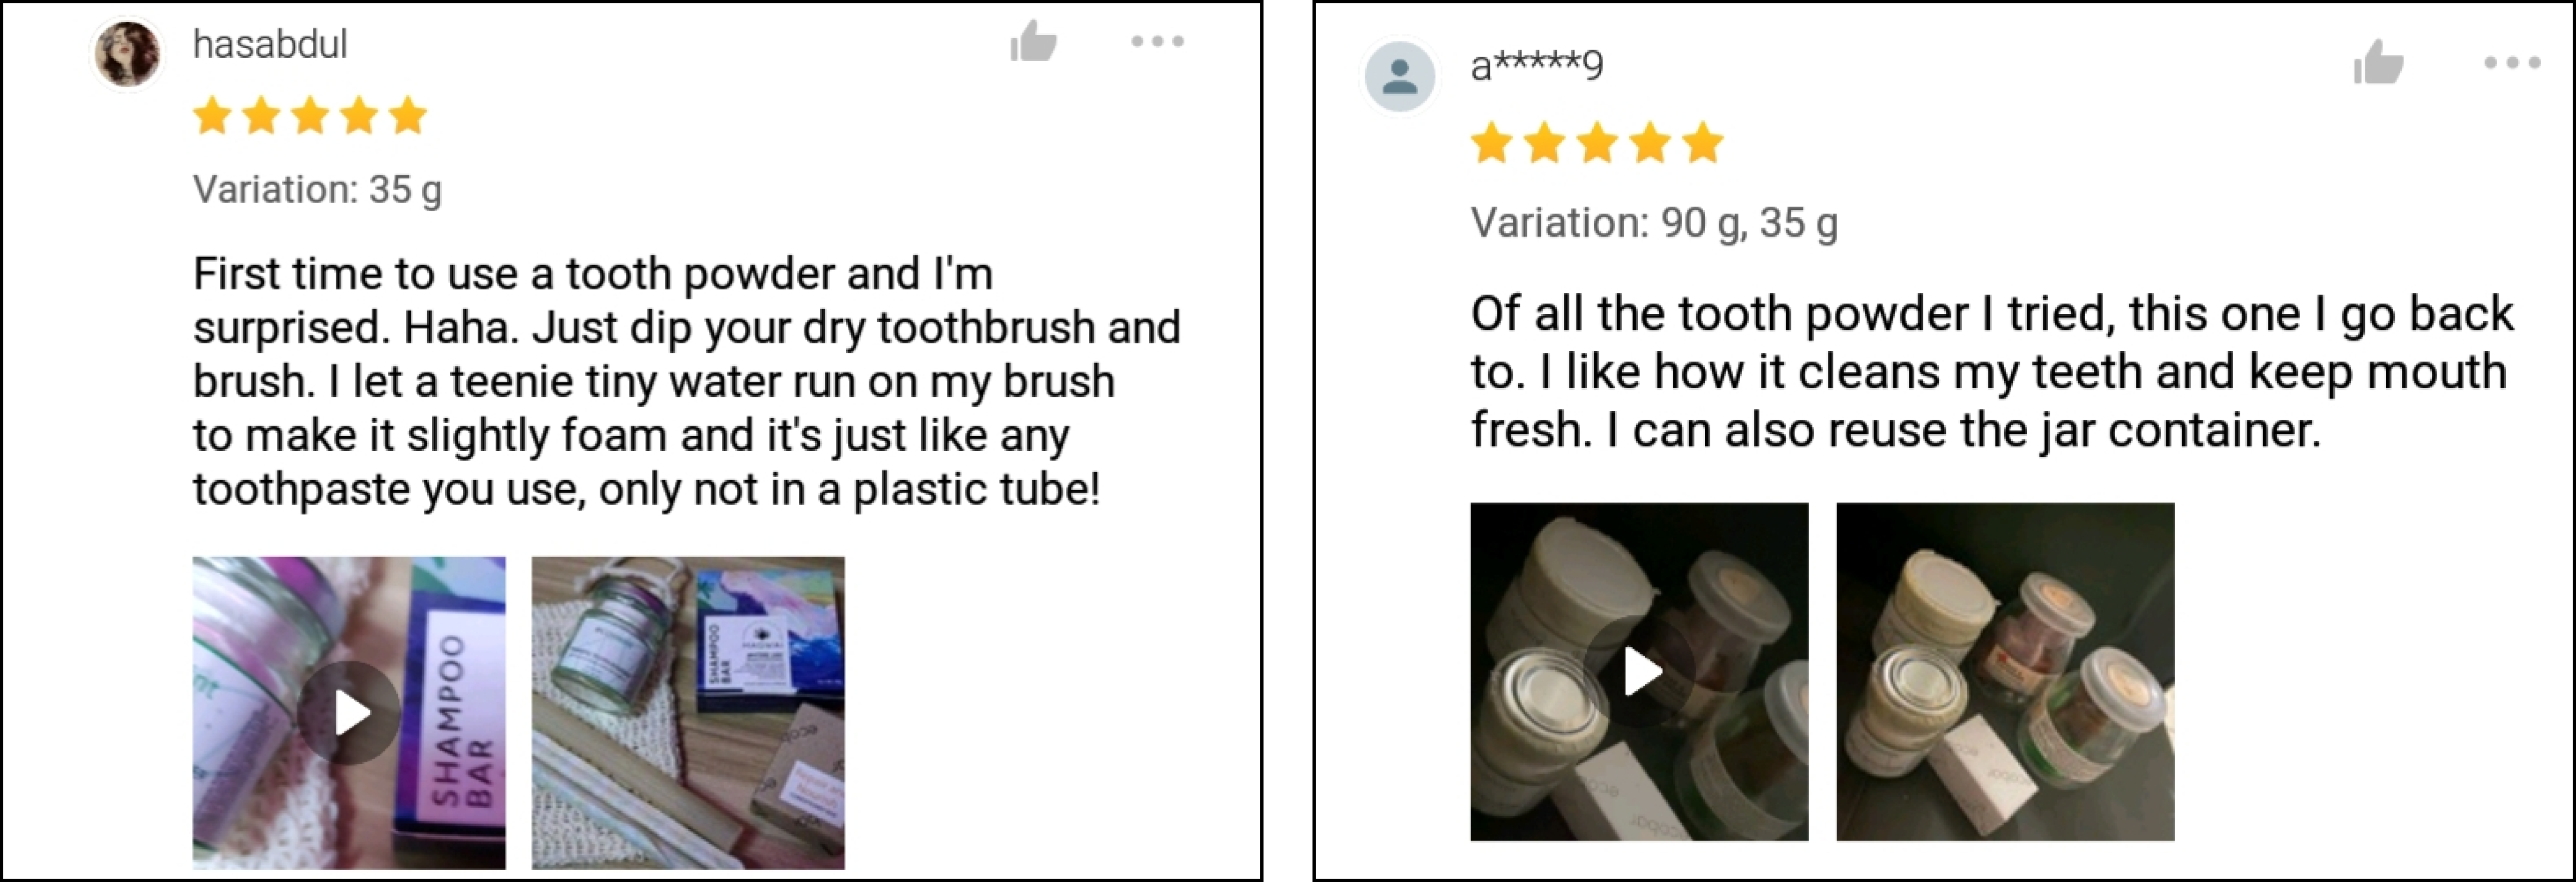 hasabdul
Variation: 35 g
First time to use a tooth powder and I'm
surprised. Haha. Just dip your dry toothbrush and
brush. I let a teenie tiny water run on my brush
to make it slightly foam and it's just like any
toothpaste you use, only not in a plastic tube!
SHAMPOO
BAR
SHAMPOO
BAR
ecobar
a*****9
Variation: 90 g, 35 g
Of all the tooth powder I tried, this one I go back
to. I like how it cleans my teeth and keep mouth
fresh. I can also reuse the jar container.
ecobar
ecobar